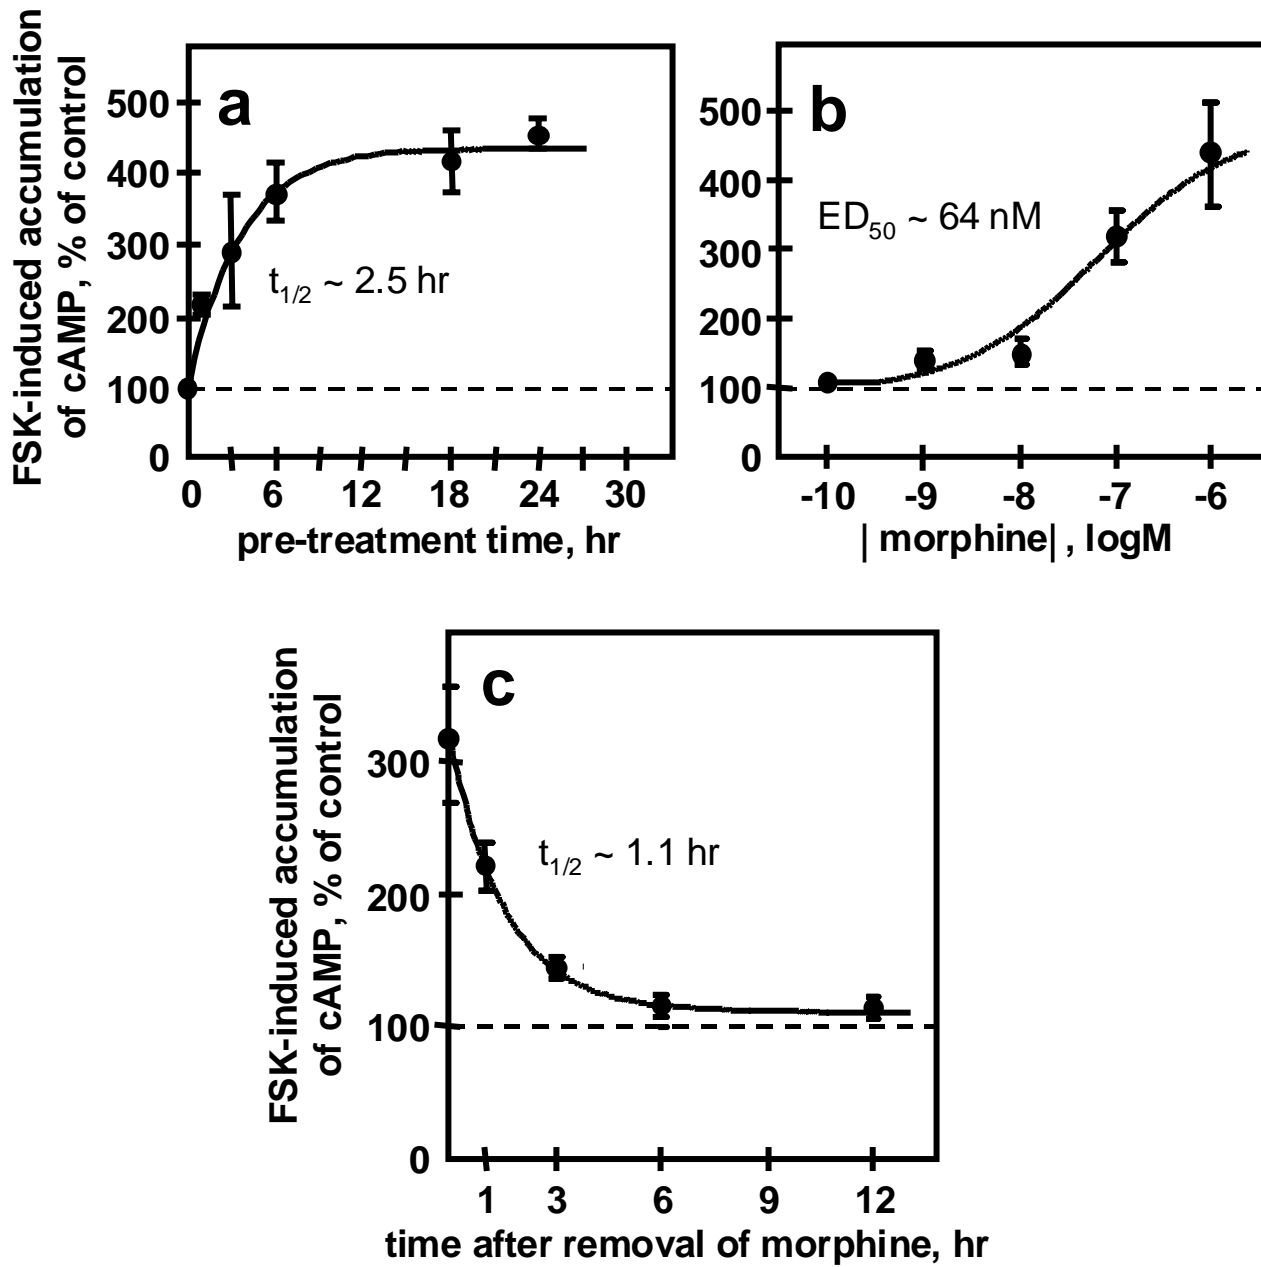 FSK-induced accumulation
of cAMP, % of control
a
500
400
300
200
100
0
t1/2 ~ 2.5 hr
0 6 12 18 24 30
pre-treatment time, hr
b
500
400
300
200
100
0
ED50 ~ 64 nM
-10 -9 -8 -7 -6
| morphine| , logM
FSK-induced accumulation
of cAMP, % of control
c
300
200
100
0
t1/2 ~ 1.1 hr
1 3 6 9 12
time after removal of morphine, hr